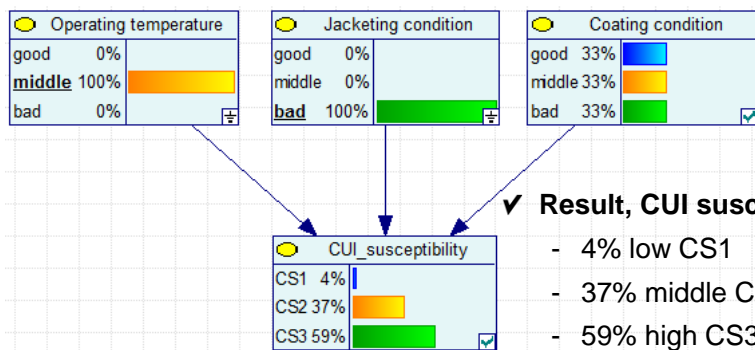 Operating temperature
good 0%
middle 100%
bad 0%
Jacketing condition
good 0%
middle 0%
bad 100%
Coating condition
good 33%
middle 33%
bad 33%
✓ Result, CUI susc
- 4% low CS1
- 37% middle C
- 59% high CS3
CUI_susceptibility
CS1 4%
CS2 37%
CS3 59%